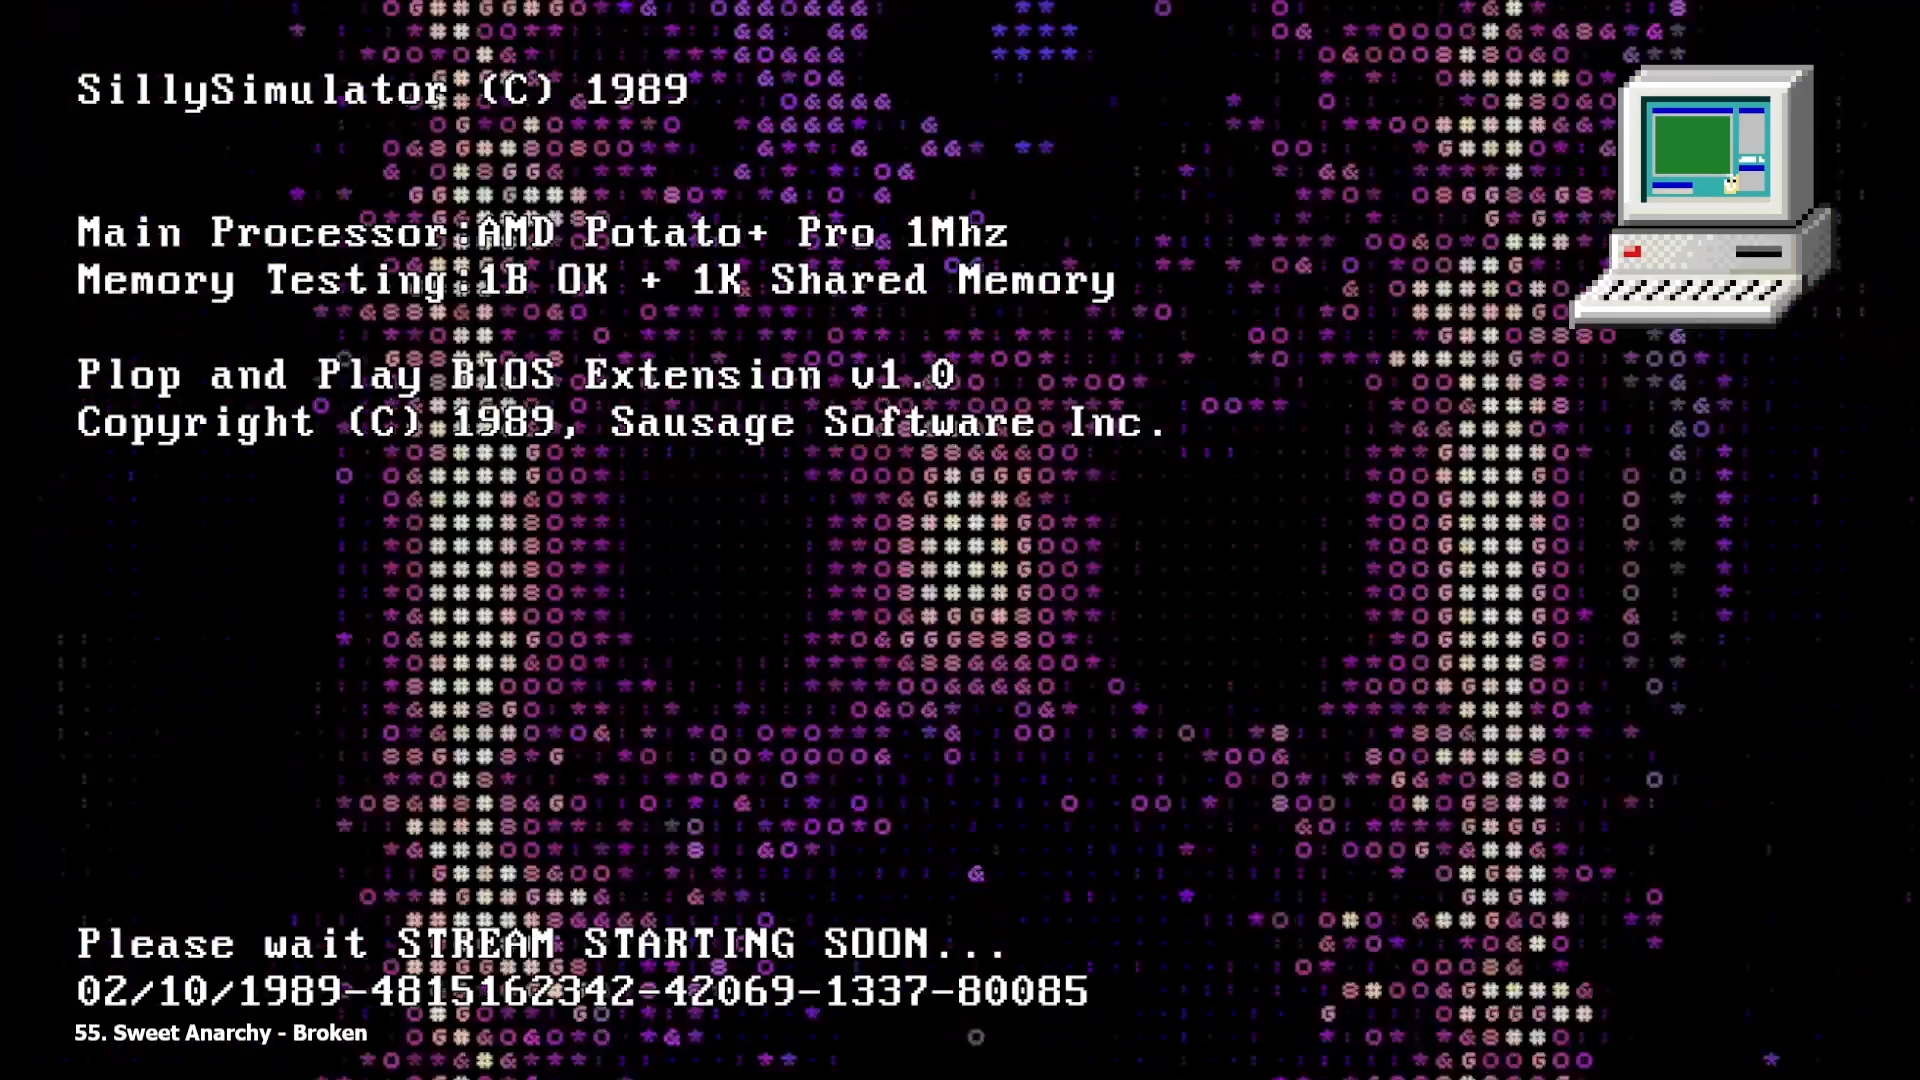 SillySimulator (C) 1989
Main Processor:AMD Potato+ Pro 1Mhz
Memory Testing:1B OK + 1K Shared Memory
Plop and Play BIOS Extension v1.0
Copyright (C) 1989, Sausage Software Inc.
Please wait STREAM STARTING SOON...
02/10/1989-4815162342-42069-1337-80085
55. Sweet Anarchy - Broken